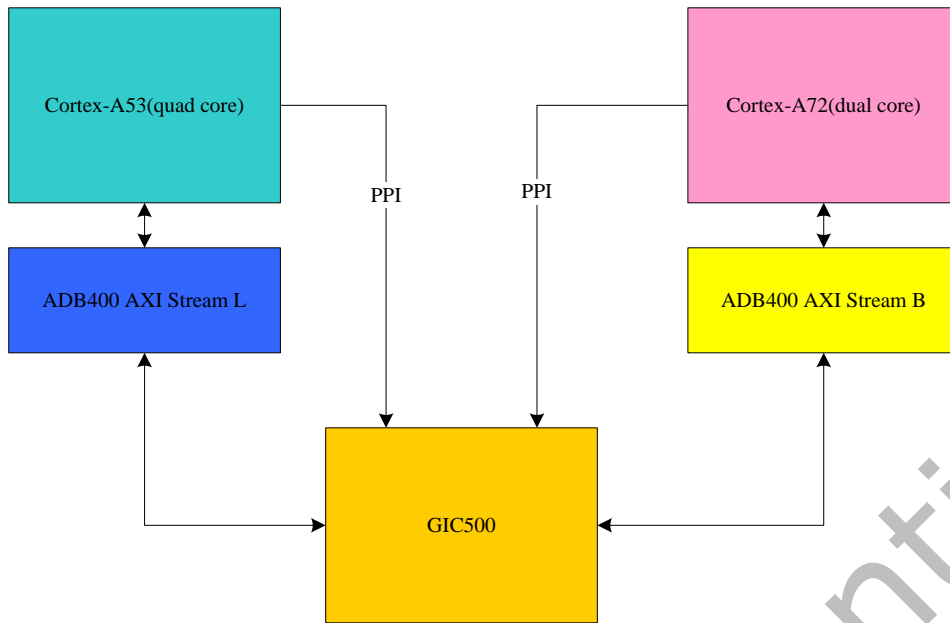 Cortex-A53(quad core)
Cortex-A72(dual core)
PPI
PPI
ADB400 AXI Stream L
ADB400 AXI Stream B
GIC500